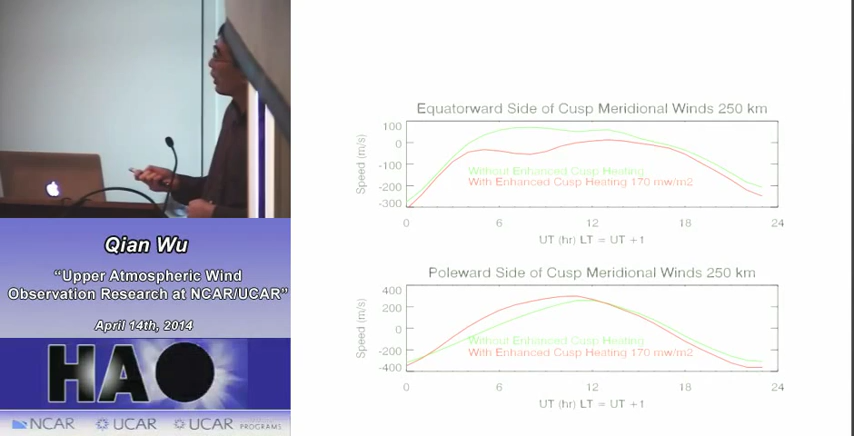 Equatorward Side of Cusp Meridional Winds 250 km
100
0
-100
-200
-300
Speed (m/s)
Without Enhanced Cusp Heating
With Enhanced Cusp Heating 170 mw/m2
0 6 12 18 24
UT (hr) LT = UT +1
Poleward Side of Cusp Meridional Winds 250 km
400
200
0
-200
-400
Speed (m/s)
Without Enhanced Cusp Heating
With Enhanced Cusp Heating 170 mw/m2
0 6 12 18 24
UT (hr) LT = UT +1
Qian Wu
“Upper Atmospheric Wind
Observation Research at NCAR/UCAR”
April 14th, 2014
HAO
NCAR UCAR UCAR PROGRAMS